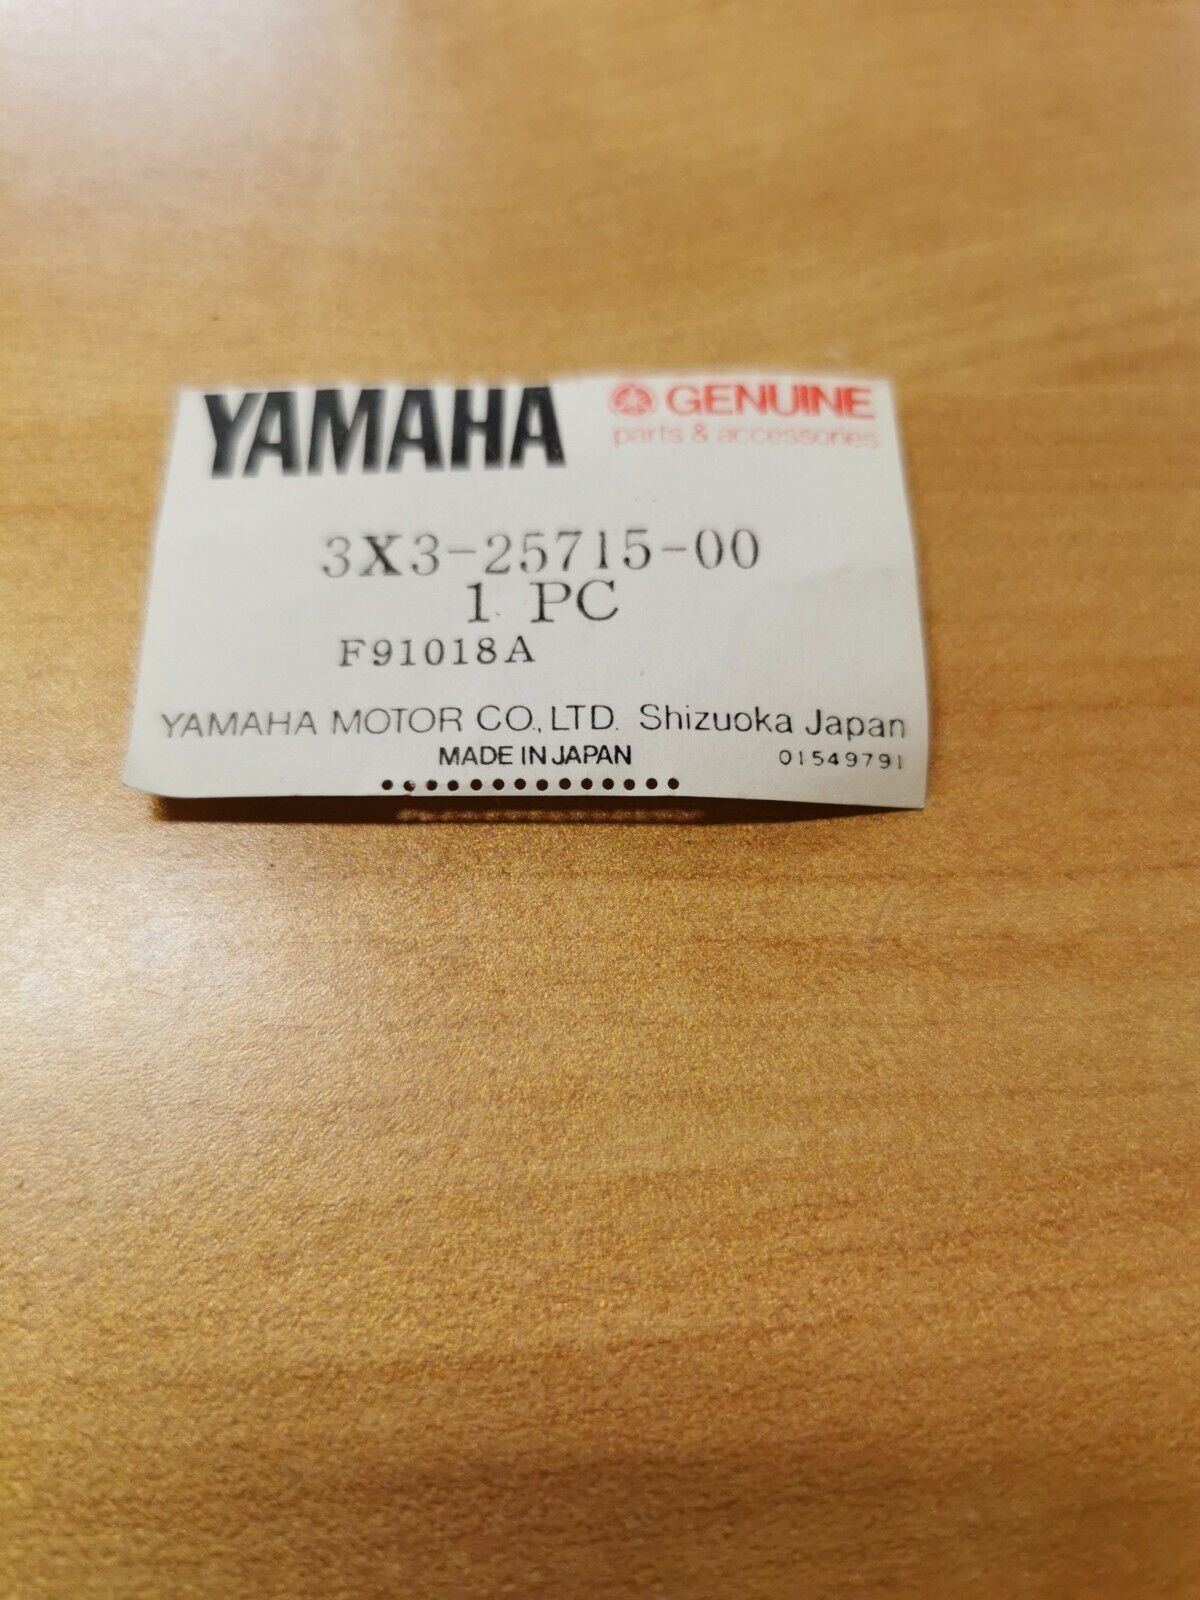 YAMAHA GENUINE
parts & accessories
3X3-25715-00
1 PC
F91018A
YAMAHA MOTOR CO., LTD. Shizuoka Japan
MADE IN JAPAN 01549791